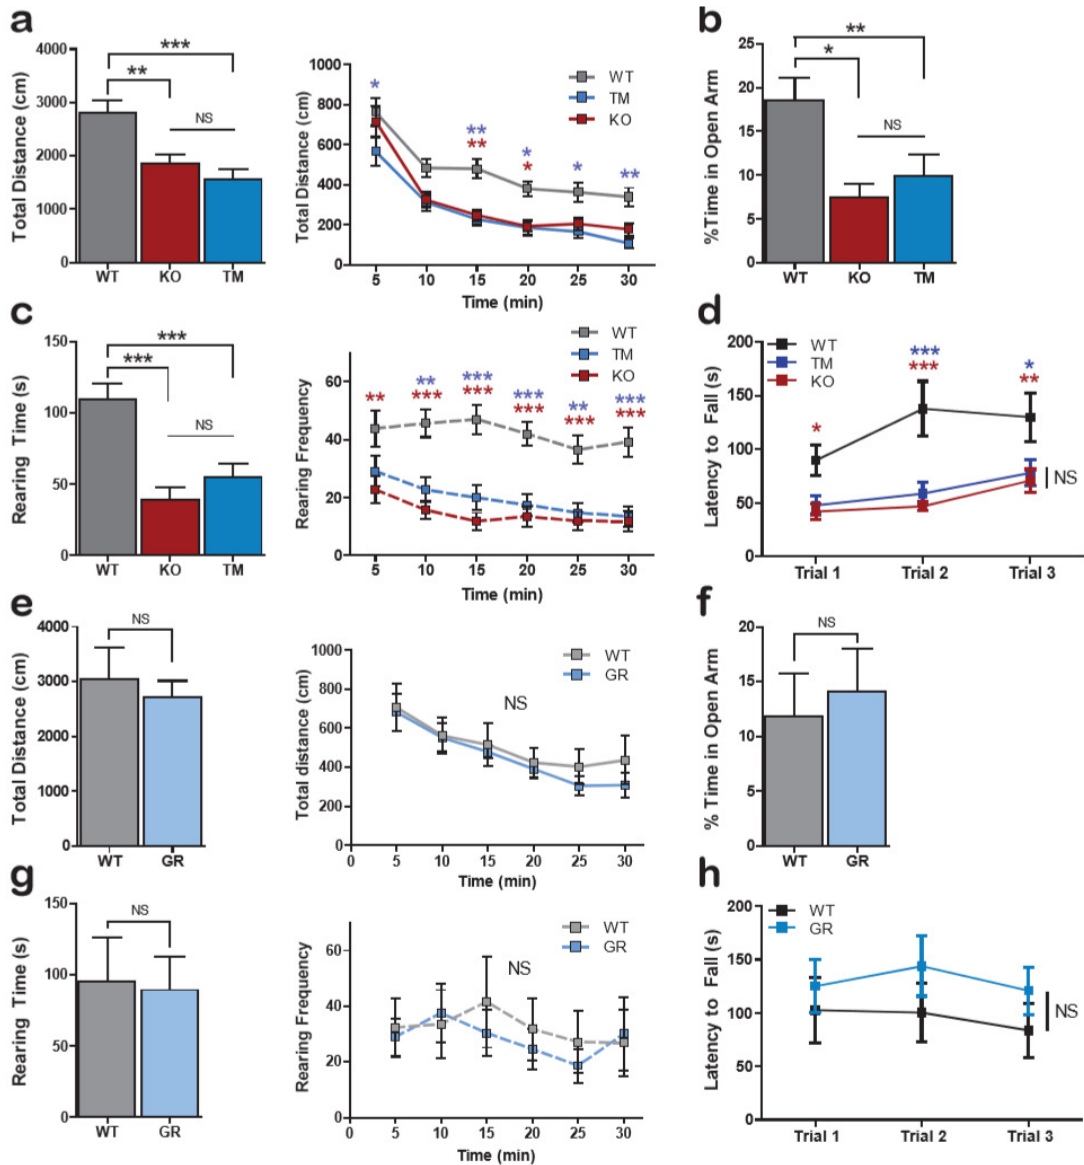 a
Total Distance (cm)
4000
3000
2000
1000
0
***
**
NS
WT KO TM
Total Distance (cm)
1000
800
600
400
200
0
WT
TM
KO
*
**
**
*
*
*
**
5 10 15 20 25 30
Time (min)
b
%Time in Open Arm
25
20
15
10
5
0
**
*
NS
WT KO TM
c
Rearing Time (s)
150
100
50
0
***
***
NS
WT KO TM
Rearing Frequency
60
40
20
0
WT
TM
KO
**
**
***
***
***
***
***
**
***
***
***
5 10 15 20 25 30
Time (min)
d
Latency to Fall (s)
200
150
100
50
0
WT
TM
KO
*
***
***
*
**
NS
Trial 1 Trial 2 Trial 3
e
Total Distance (cm)
4000
3000
2000
1000
0
NS
WT GR
Total distance (cm)
1000
800
600
400
200
0
WT
GR
NS
0 5 10 15 20 25 30
Time (min)
f
% Time in Open Arm
20
15
10
5
0
NS
WT GR
g
Rearing Time (s)
150
100
50
0
NS
WT GR
Rearing Frequency
60
40
20
0
WT
GR
NS
0 5 10 15 20 25 30
Time (min)
h
Latency to Fall (s)
200
150
100
50
0
WT
GR
NS
Trial 1 Trial 2 Trial 3